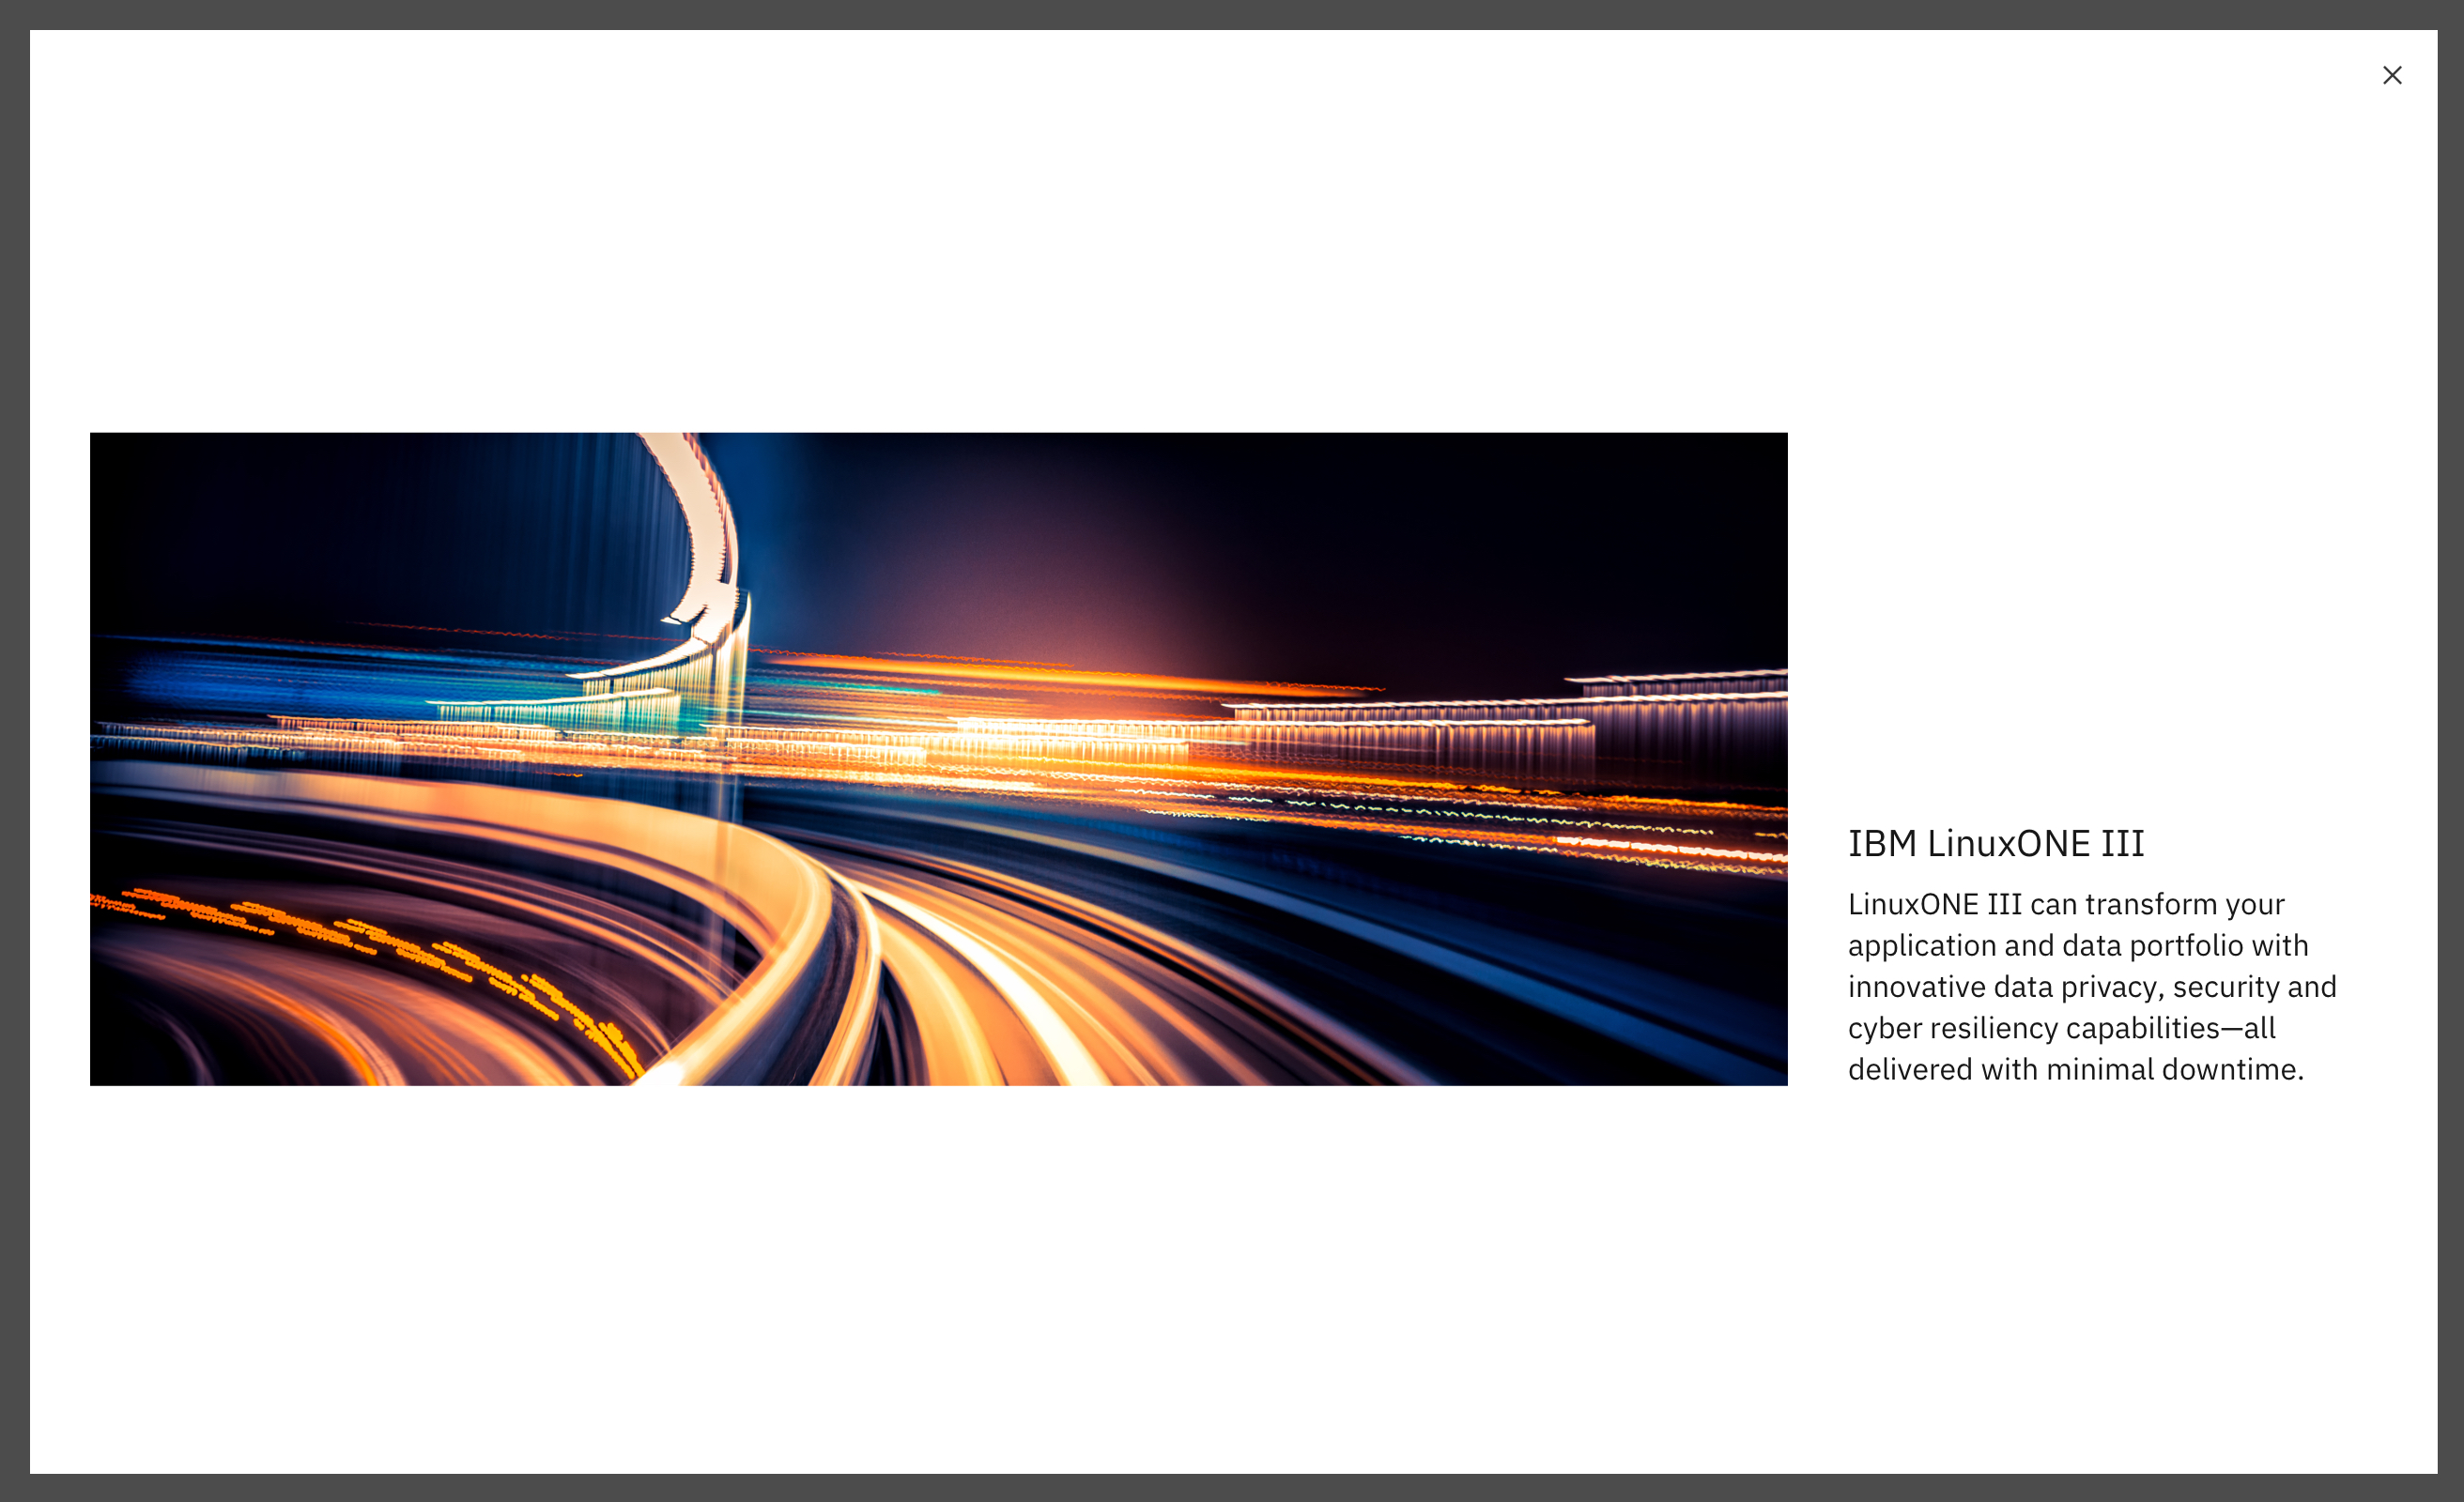 IBM LinuxONE III
LinuxONE III can transform your
application and data portfolio with
innovative data privacy, security and
cyber resiliency capabilities—all
delivered with minimal downtime.